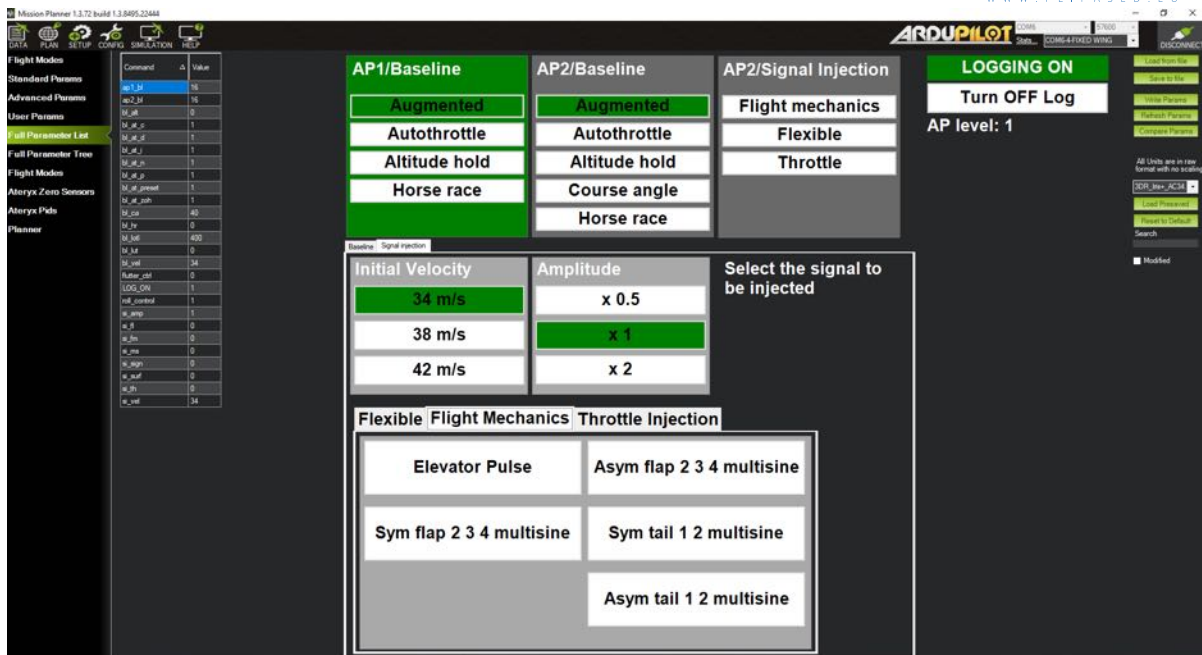 Mission Planner 1.3.72 build 1.3.8495.22444
DATA PLAN SETUP CONFIG SIMULATION HELP
ARDUPILOT
COM6 57600
Stats... COM6-4-FIXED WING
DISCONNECT
Flight Modes
Standard Params
Advanced Params
User Params
Full Parameter List
Full Parameter Tree
Flight Modes
Ateryx Zero Sensors
Ateryx Pids
Planner
Command Value
ap1_bl 16
ap2_bl 16
bl_alt 0
bl_at_c 1
bl_at_d 1
bl_at_i 1
bl_at_n 1
bl_at_p 1
bl_at_preset 1
bl_at_zoh 1
bl_ca 40
bl_hr 0
400
bl_lut 0
bl_vel 34
flutter_ctrl 0
LOG_ON 1
roll_control 1
si_amp 1
si_fl 0
si_fm 0
si_ms 0
si_sign 0
si_surf 0
si_th 0
si_vel 34
AP1/Baseline
Augmented
Autothrottle
Altitude hold
Horse race
AP2/Baseline
Augmented
Autothrottle
Altitude hold
Course angle
Horse race
AP2/Signal Injection
Flight mechanics
Flexible
Throttle
LOGGING ON
Turn OFF Log
AP level: 1
Baseline Signal injection
Initial Velocity
34 m/s
38 m/s
42 m/s
Amplitude
x 0.5
x 1
x 2
Select the signal to
be injected
Flexible Flight Mechanics Throttle Injection
Elevator Pulse
Asym flap 2 3 4 multisine
Sym flap 2 3 4 multisine
Sym tail 1 2 multisine
Asym tail 1 2 multisine
Load from file
Save to file
Write Params
Refresh Params
Compare Params
All Units are in raw
format with no scaling
3DR_Iris+_AC34
Load Presaved
Reset to Default
Search
Modified